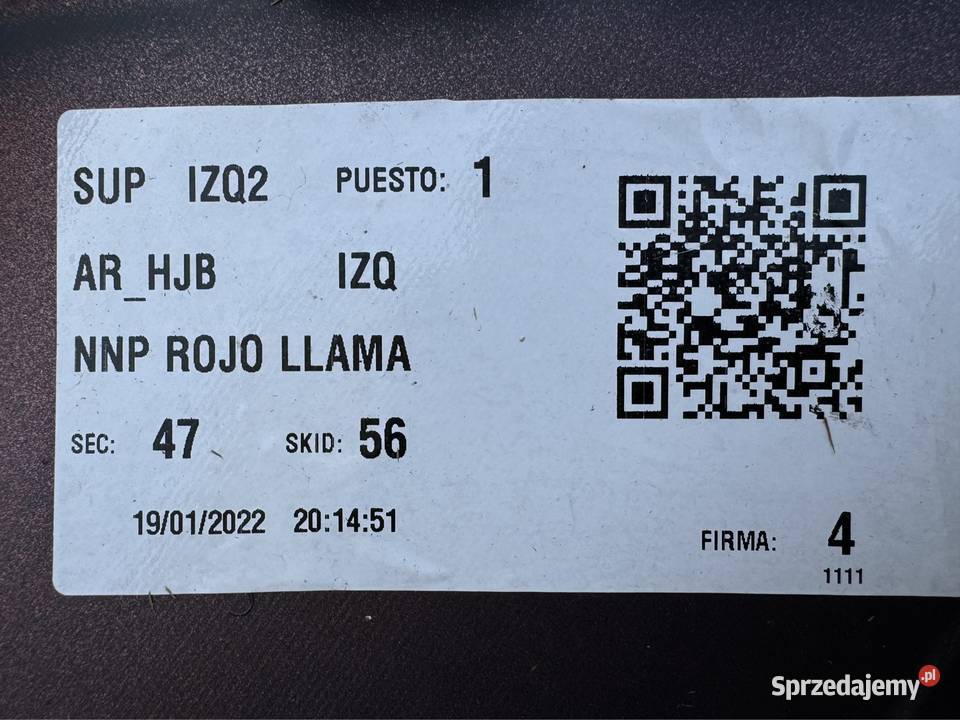 SUP IZQ2 PUESTO: 1
AR_HJB IZQ
NNP ROJO LLAMA
SEC: 47 SKID: 56
19/01/2022 20:14:51
FIRMA: 4
1111
Sprzedajemy.pl